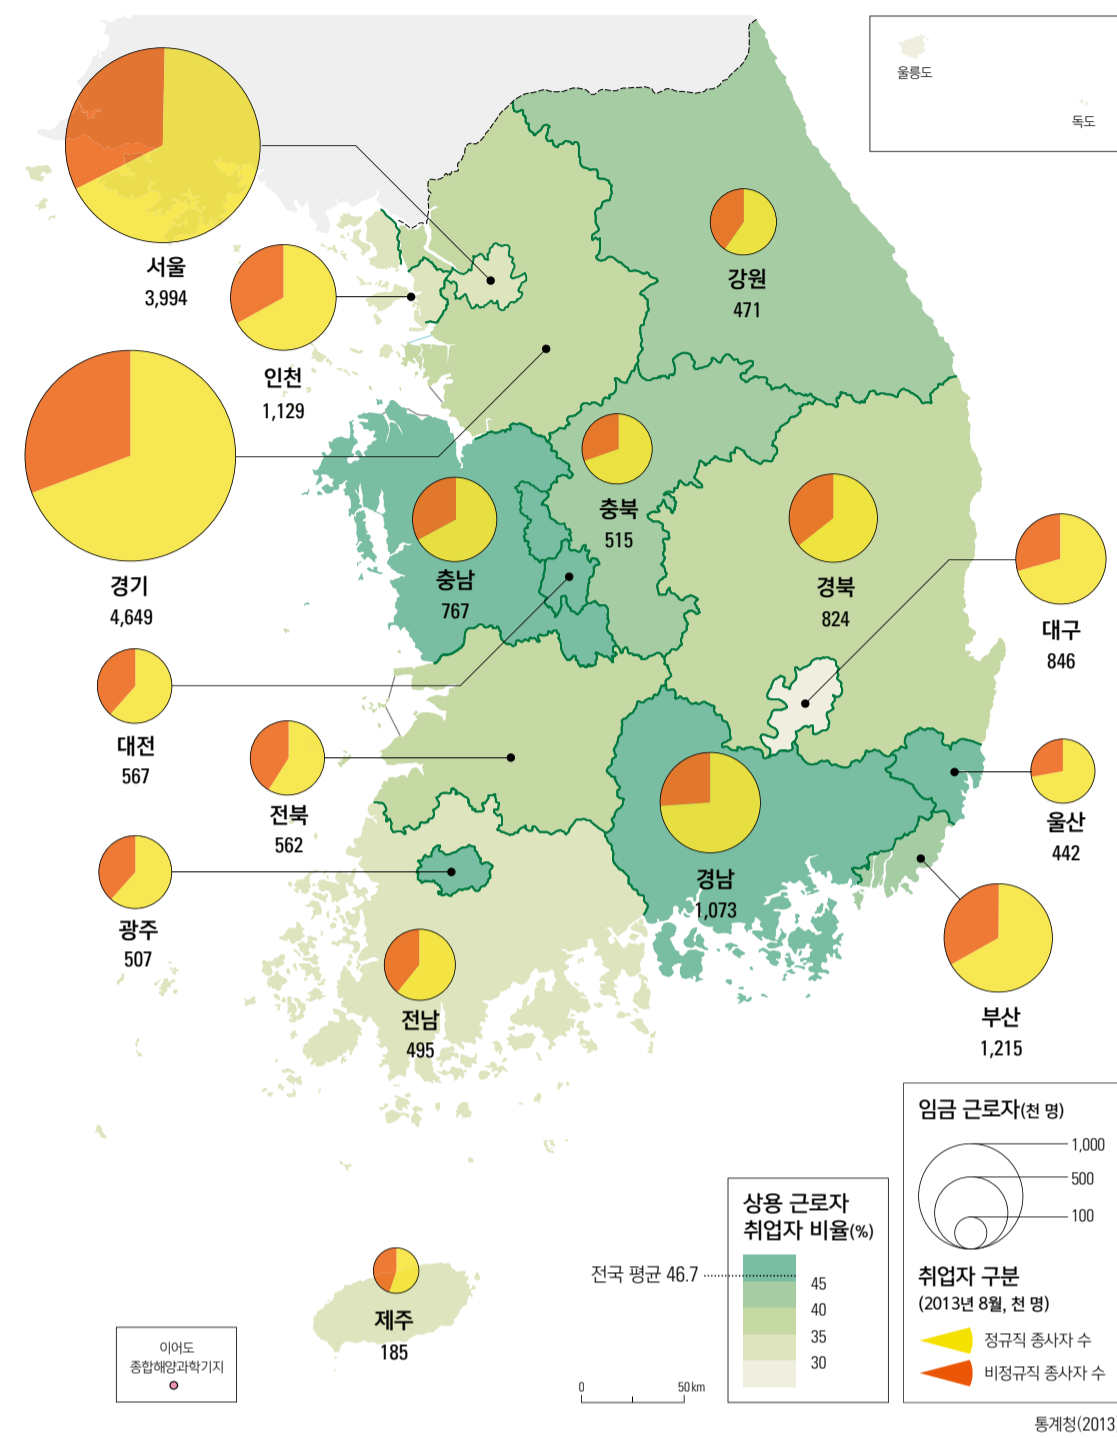 울릉도
독도
서울
3,994
강원
471
인천
1,129
경기
4,649
충북
515
충남
767
경북
824
대구
846
대전
567
전북
562
울산
442
경남
1,073
광주
507
전남
495
부산
1,215
제주
185
이어도
종합해양과학기지
0 50 km
상용 근로자
취업자 비율(%)
전국 평균 46.7
45
40
35
30
임금 근로자(천 명)
1,000
500
100
취업자 구분
(2013년 8월, 천 명)
정규직 종사자 수
비정규직 종사자 수
통계청(2013